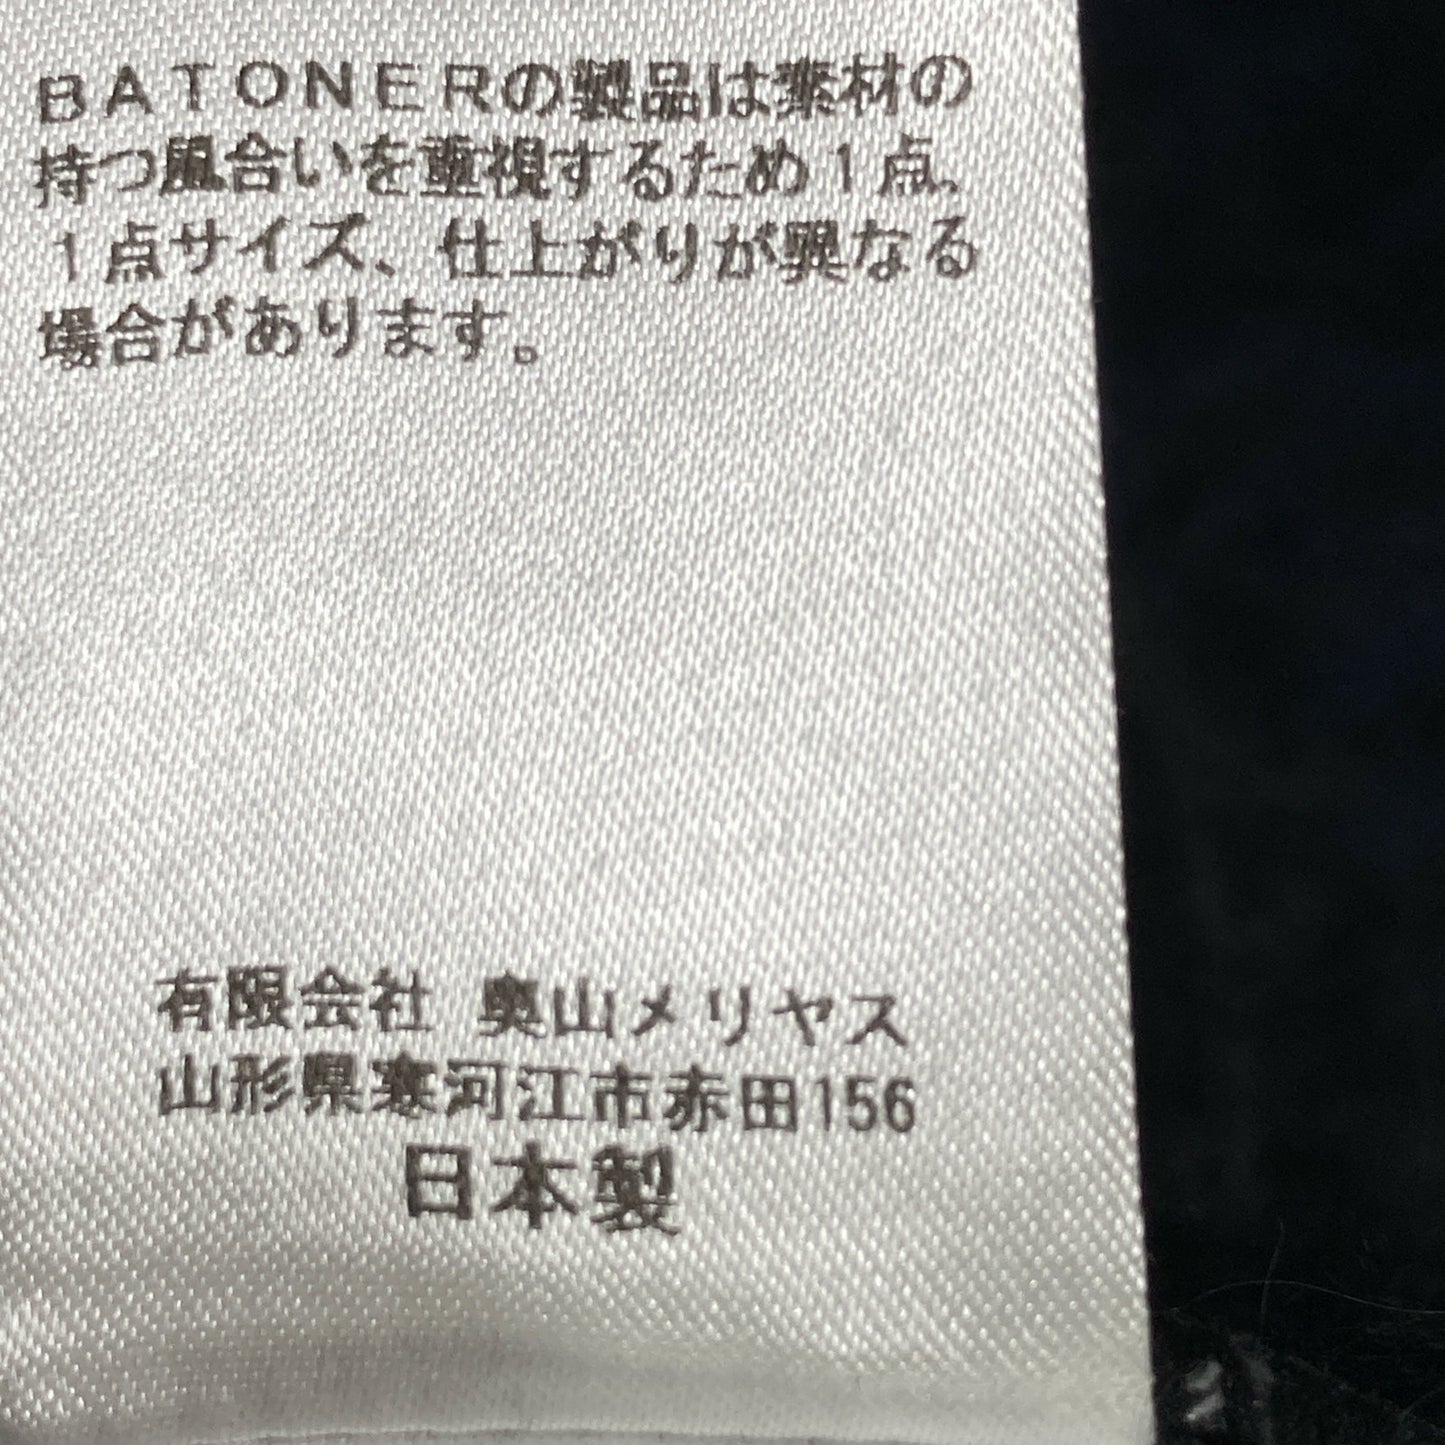 BATONERの製品は素材の
持つ風合いを重視するため1点、
1点サイズ、仕上がりが異なる
場合があります。
有限会社 奥山メリヤス
山形県寒河江市赤田156
日本製